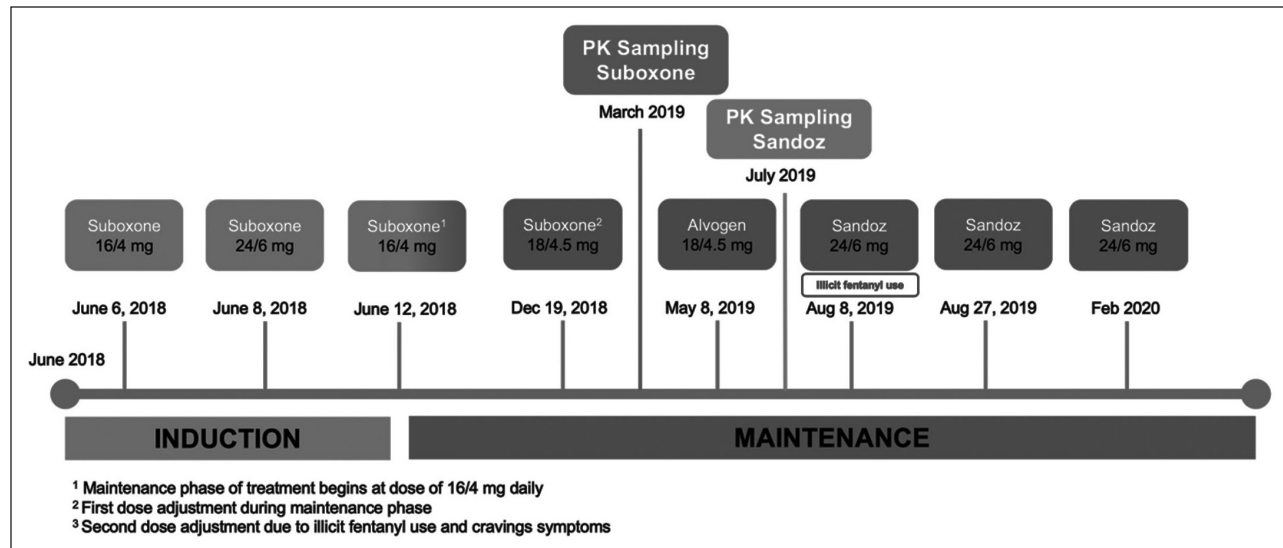 PK Sampling
Suboxone
March 2019
PK Sampling
Sandoz
July 2019
Suboxone
16/4 mg
Suboxone
24/6 mg
Suboxone¹
16/4 mg
Suboxone²
18/4.5 mg
Alvogen
18/4.5 mg
Sandoz
24/6 mg
Sandoz
24/6 mg
Sandoz
24/6 mg
Illicit fentanyl use
June 6, 2018
June 8, 2018
June 12, 2018
Dec 19, 2018
May 8, 2019
Aug 8, 2019
Aug 27, 2019
Feb 2020
June 2018
INDUCTION
MAINTENANCE
¹ Maintenance phase of treatment begins at dose of 16/4 mg daily
² First dose adjustment during maintenance phase
³ Second dose adjustment due to illicit fentanyl use and cravings symptoms